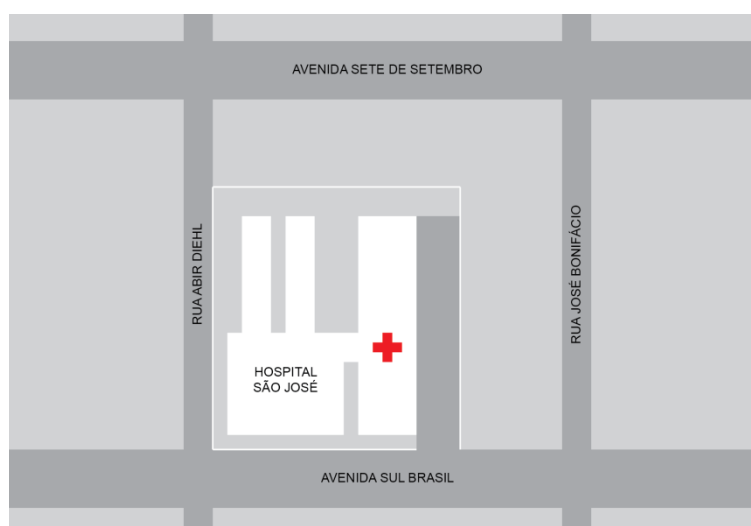 AVENIDA SETE DE SETEMBRO
RUA ABIR DIEHL
RUA JOSÉ BONIFÁCIO
HOSPITAL
SÃO JOSÉ
AVENIDA SUL BRASIL